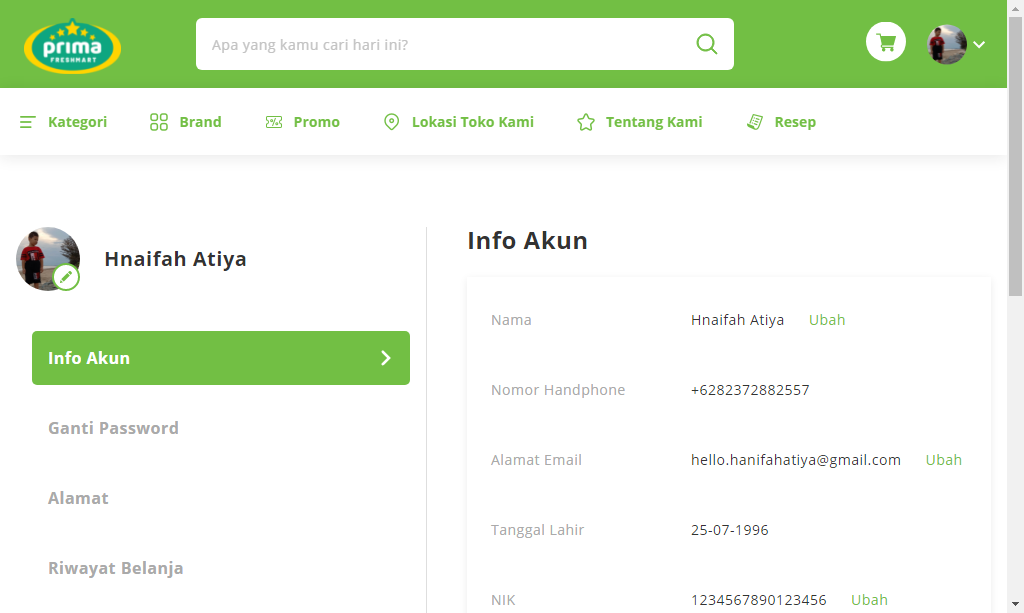 prima
FRESHMART
Apa yang kamu cari hari ini?
Kategori
Brand
Promo
Lokasi Toko Kami
Tentang Kami
Resep
Hnaifah Atiya
Info Akun
Ganti Password
Alamat
Riwayat Belanja
Info Akun
Nama Hnaifah Atiya Ubah
Nomor Handphone +6282372882557
Alamat Email hello.hanifahatiya@gmail.com Ubah
Tanggal Lahir 25-07-1996
NIK 1234567890123456 Ubah